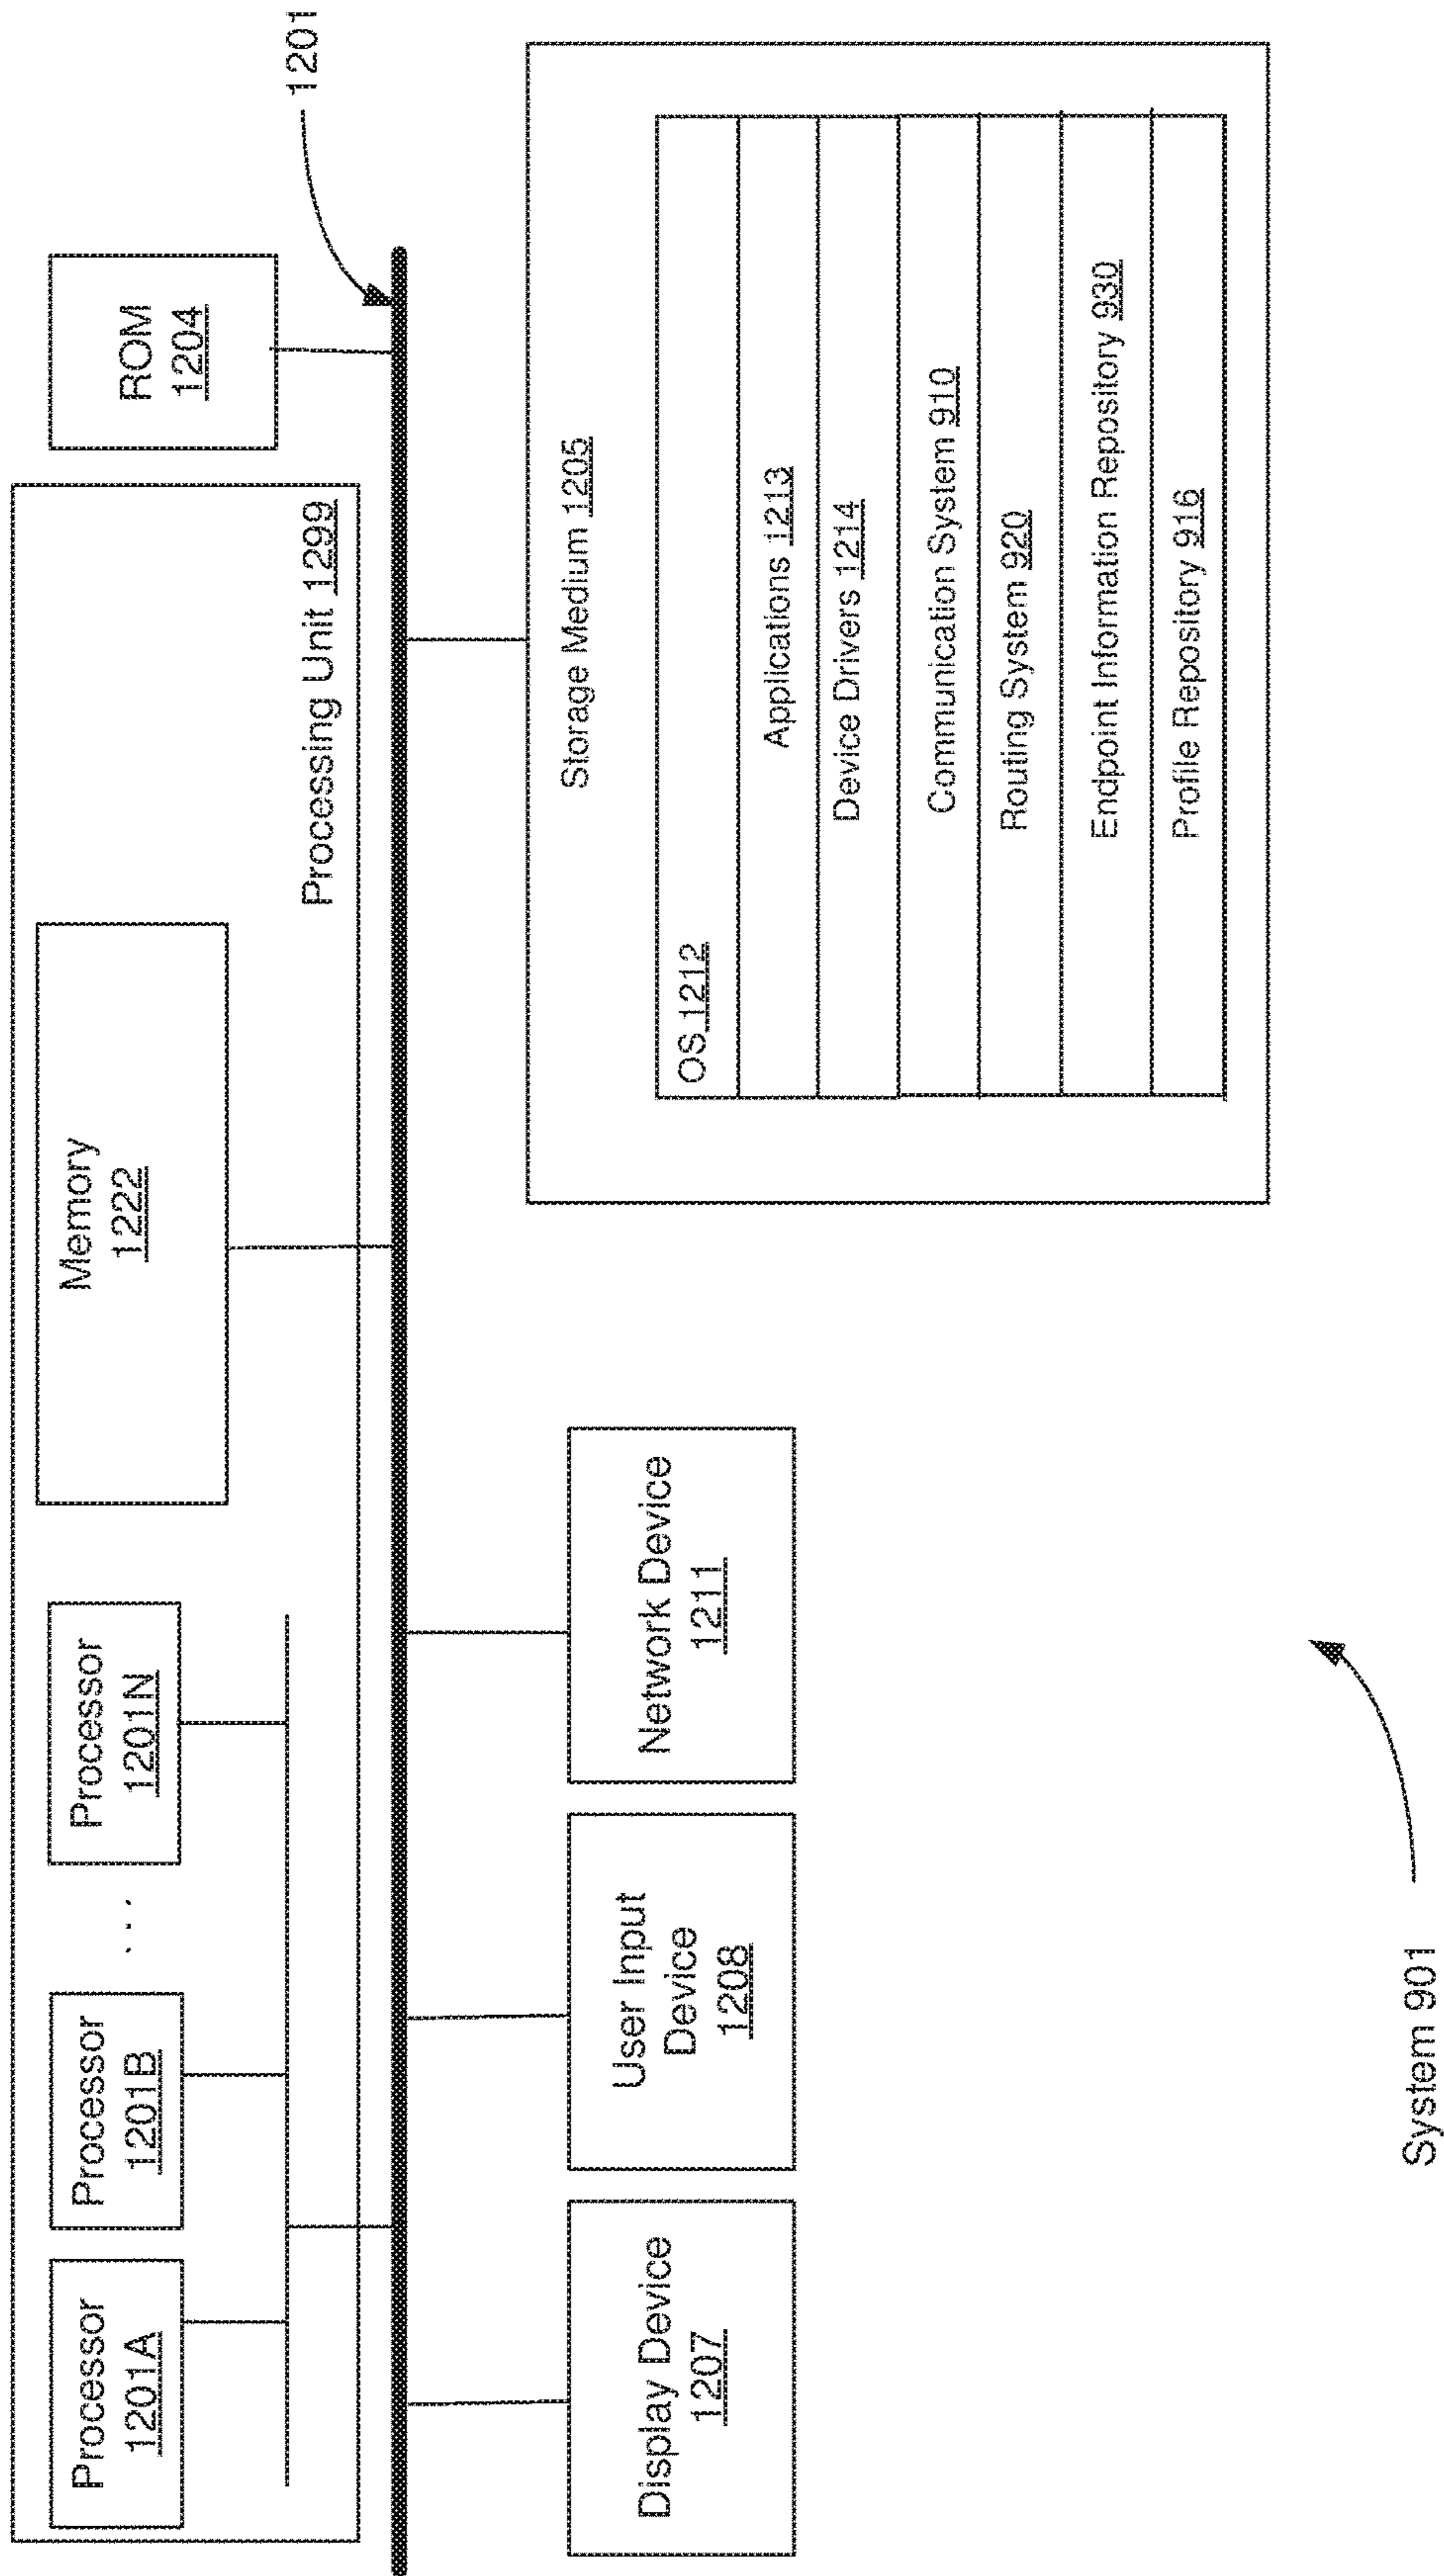 Processor
1201A
Processor
1201B
. . .
Processor
1201N
Memory
1222
Processing Unit 1299
ROM
1204
1201
Display Device
1207
User Input
Device
1208
Network Device
1211
Storage Medium 1205
OS 1212
Applications 1213
Device Drivers 1214
Communication System 910
Routing System 920
Endpoint Information Repository 930
Profile Repository 916
System 901